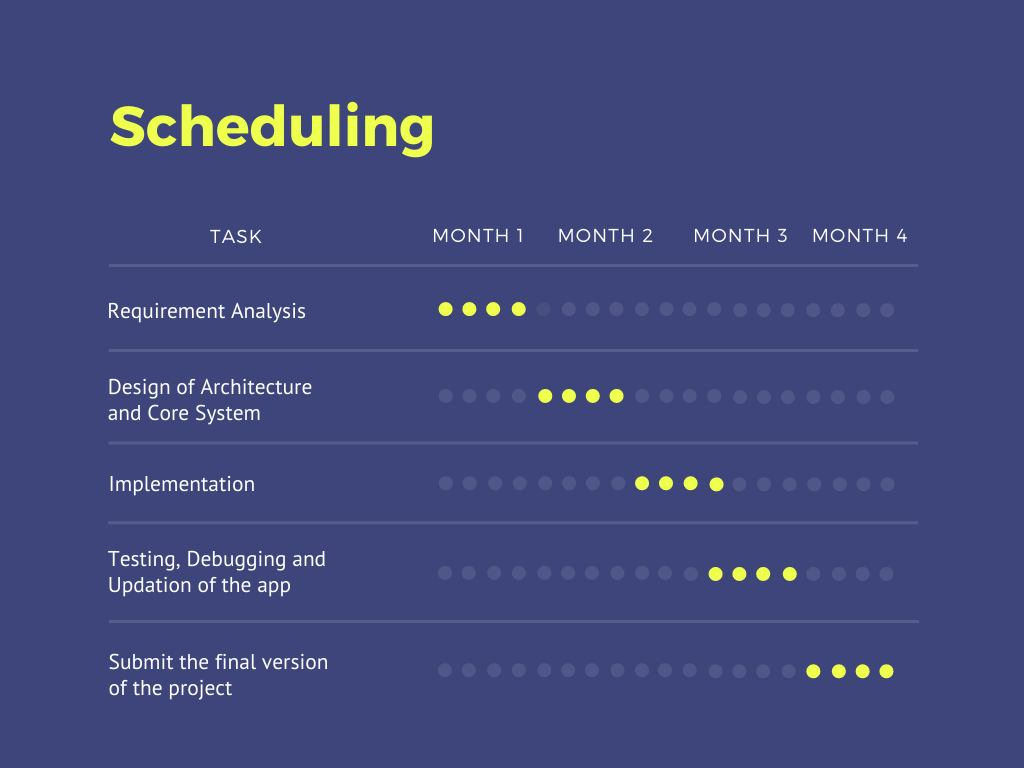 Scheduling
TASK MONTH 1 MONTH 2 MONTH 3 MONTH 4
Requirement Analysis
Design of Architecture
and Core System
Implementation
Testing, Debugging and
Updation of the app
Submit the final version
of the project